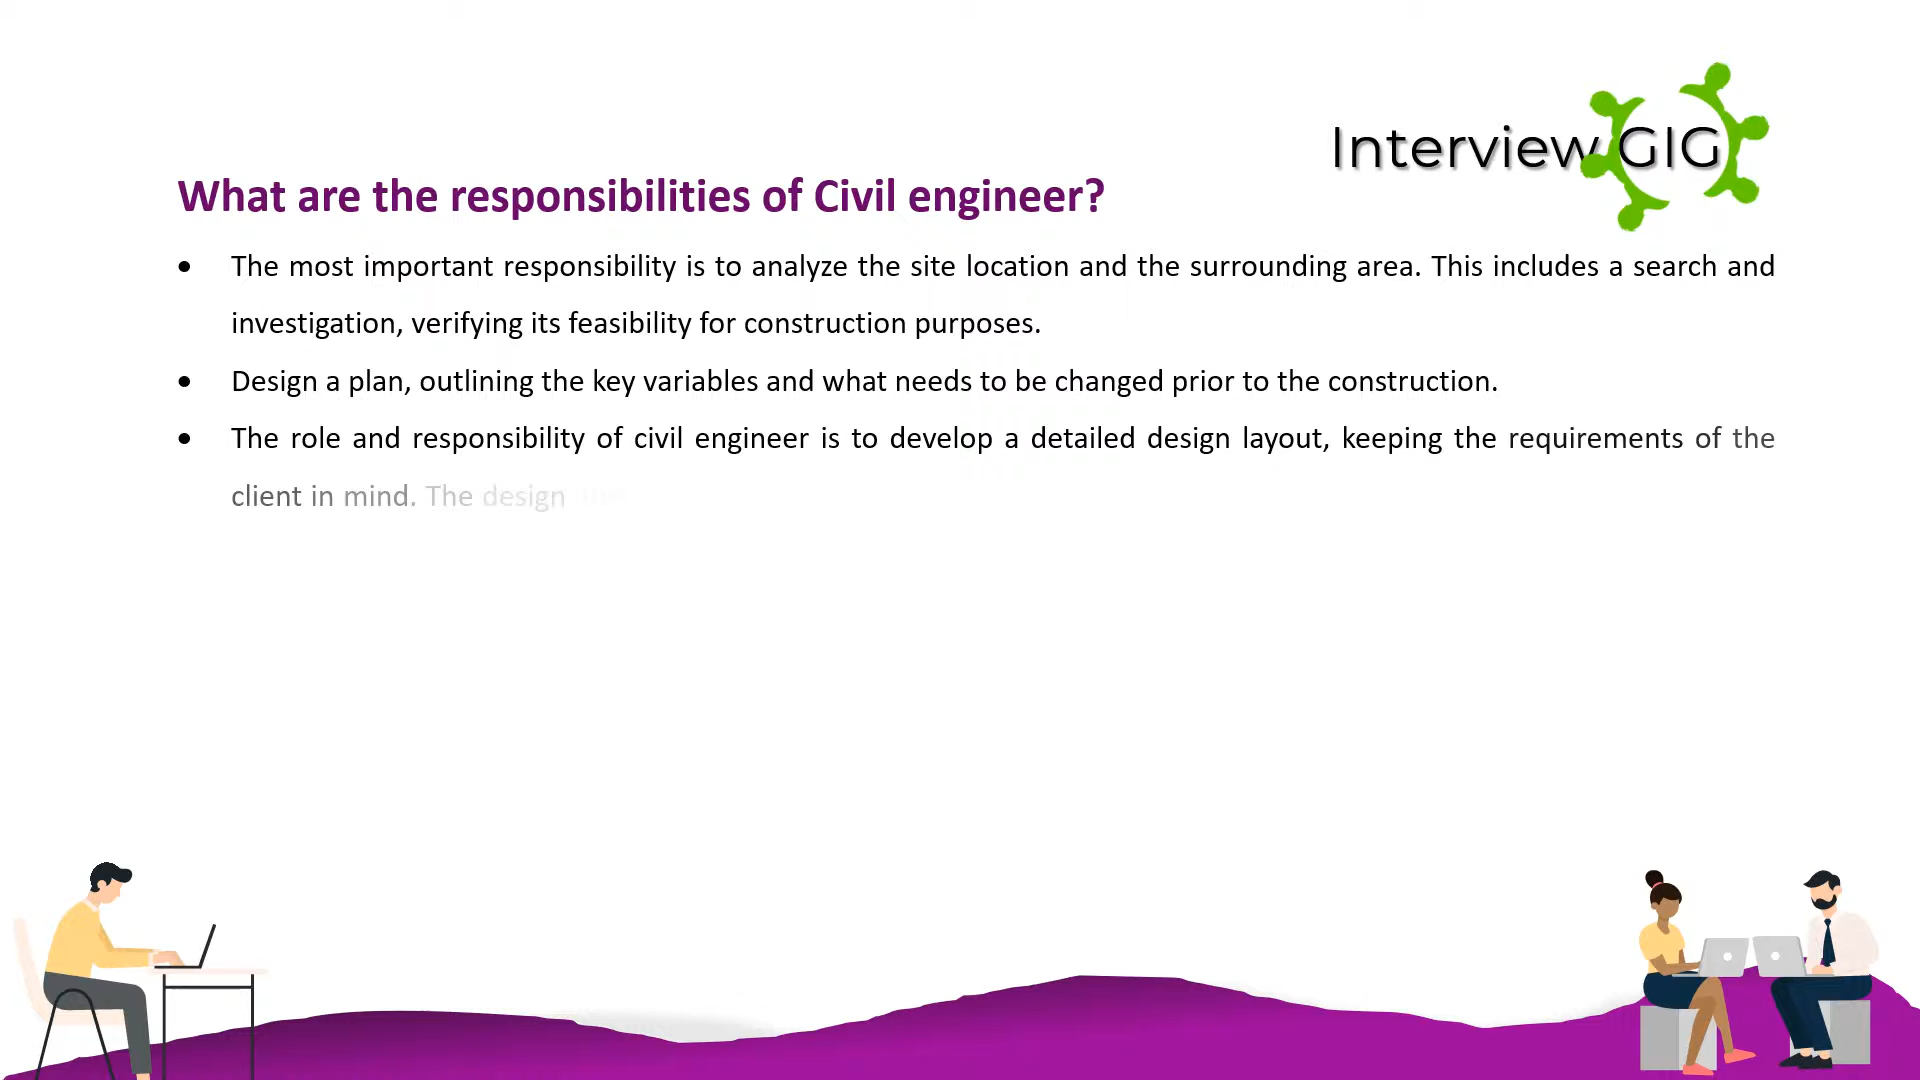 Interview GIG
What are the responsibilities of Civil engineer?
• The most important responsibility is to analyze the site location and the surrounding area. This includes a search and
investigation, verifying its feasibility for construction purposes.
• Design a plan, outlining the key variables and what needs to be changed prior to the construction.
• The role and responsibility of civil engineer is to develop a detailed design layout, keeping the requirements of the
client in mind. The design